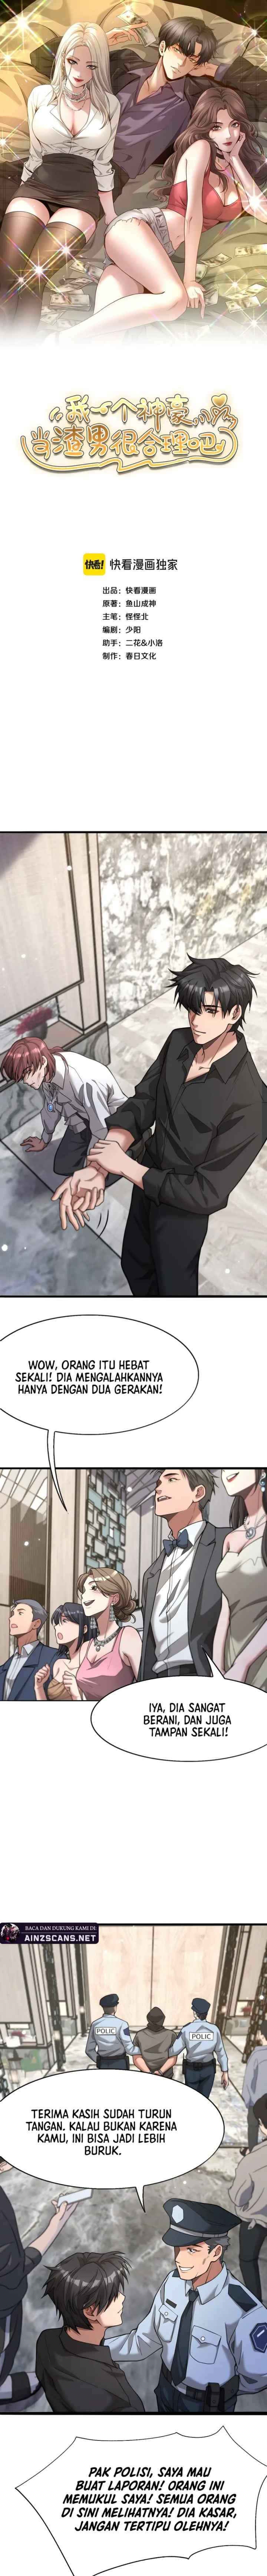 我一个神豪，
当渣男很合理吧
快看! 快看漫画独家
出品：快看漫画
原著：鱼山成神
主笔：怪怪北
编剧：少阳
助手：二花&小洛
制作：春日文化
WOW, ORANG ITU HEBAT
SEKALI! DIA MENGALAHKANNYA
HANYA DENGAN DUA GERAKAN!
IYA, DIA SANGAT
BERANI, DAN JUGA
TAMPAN SEKALI!
BACA DAN DUKUNG KAMI DI
AINZSCANS.NET
POLIC
POLIC
TERIMA KASIH SUDAH TURUN
TANGAN. KALAU BUKAN KARENA
KAMU, INI BISA JADI LEBIH
BURUK.
PAK POLISI, SAYA MAU
BUAT LAPORAN! ORANG INI
MEMUKUL SAYA! SEMUA ORANG
DI SINI MELIHATNYA! DIA KASAR,
JANGAN TERTIPU OLEHNYA!